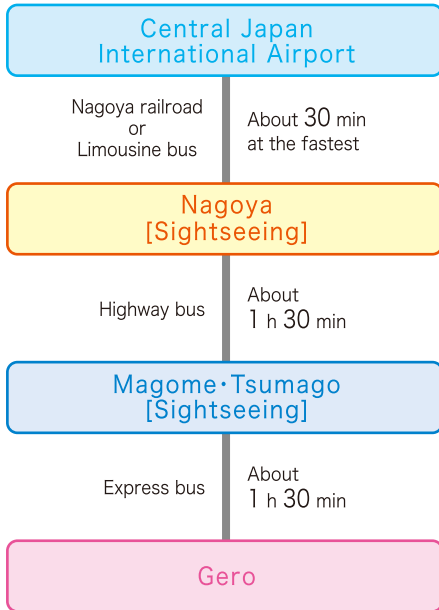 Central Japan
International Airport
Nagoya railroad
or
Limousine bus
About 30 min
at the fastest
Nagoya
[Sightseeing]
Highway bus
About
1 h 30 min
Magome・Tsumago
[Sightseeing]
Express bus
About
1 h 30 min
Gero